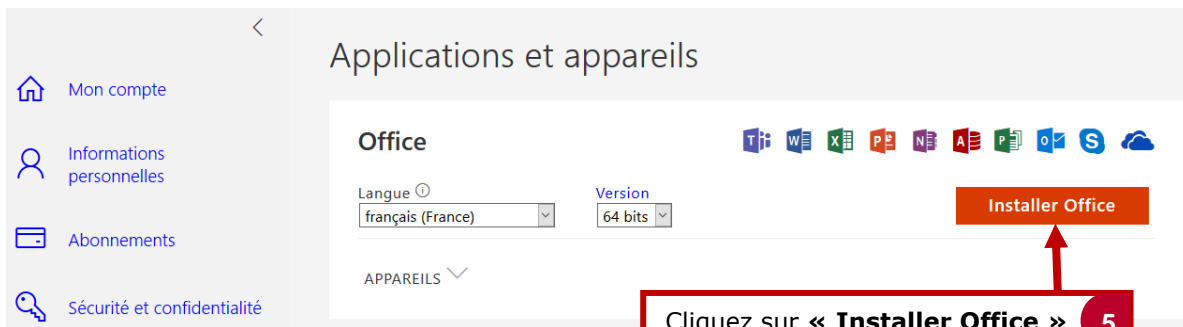 Applications et appareils
Mon compte
Informations
personnelles
Abonnements
Sécurité et confidentialité
Office
Langue
Version
français (France)
64 bits
Installer Office
APPAREILS
Cliquez sur « Installer Office » 5